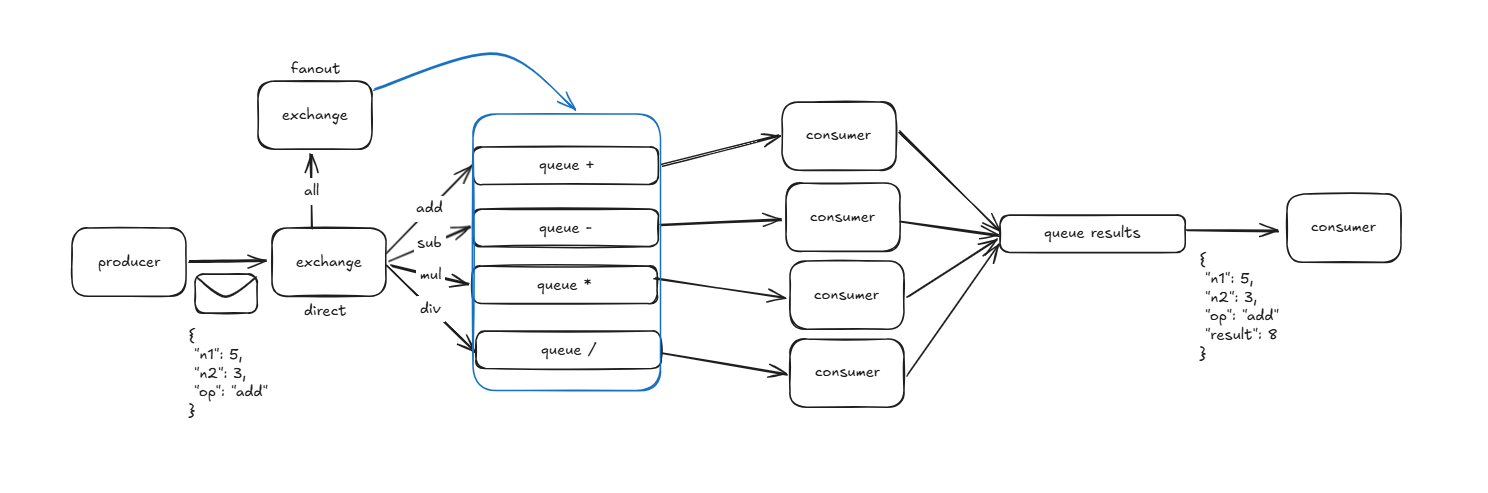 fanout
exchange
all
producer
exchange
direct
{
"n1": 5,
"n2": 3,
"op": "add"
}
add
sub
mul
div
queue +
queue -
queue *
queue /
consumer
consumer
consumer
consumer
queue results
consumer
{
"n1": 5,
"n2": 3,
"op": "add"
"result": 8
}